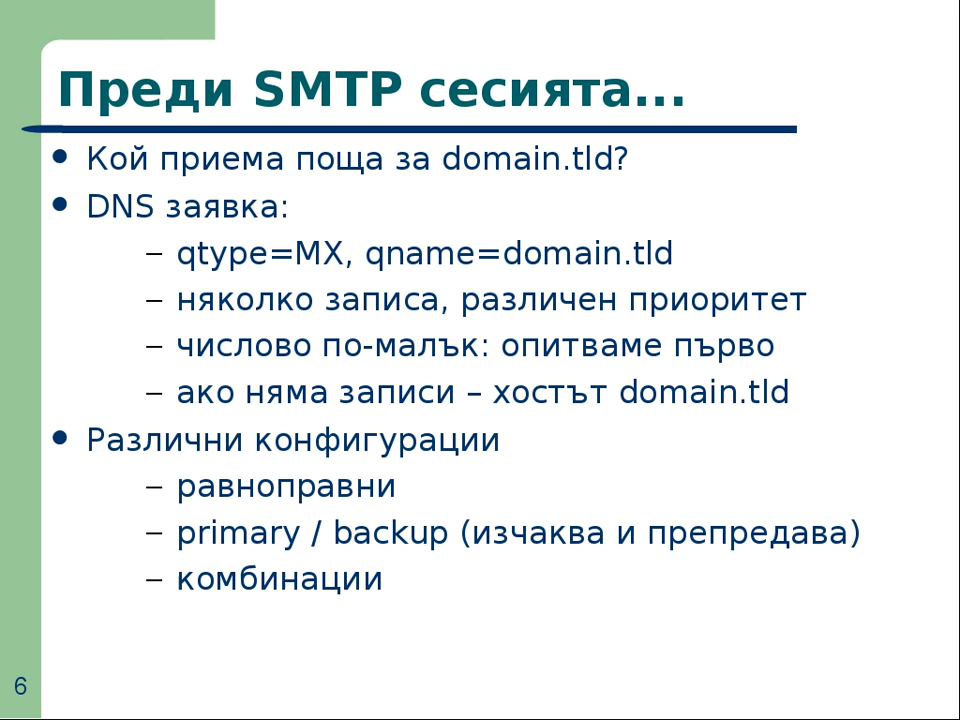 Преди SMTP сесията...
Кой приема поща за domain.tld?
DNS заявка:
– qtype=MX, qname=domain.tld
– няколко записа, различен приоритет
– числово по-малък: опитваме първо
– ако няма записи – хостът domain.tld
Различни конфигурации
– равноправни
– primary / backup (изчаква и препредава)
– комбинации
6